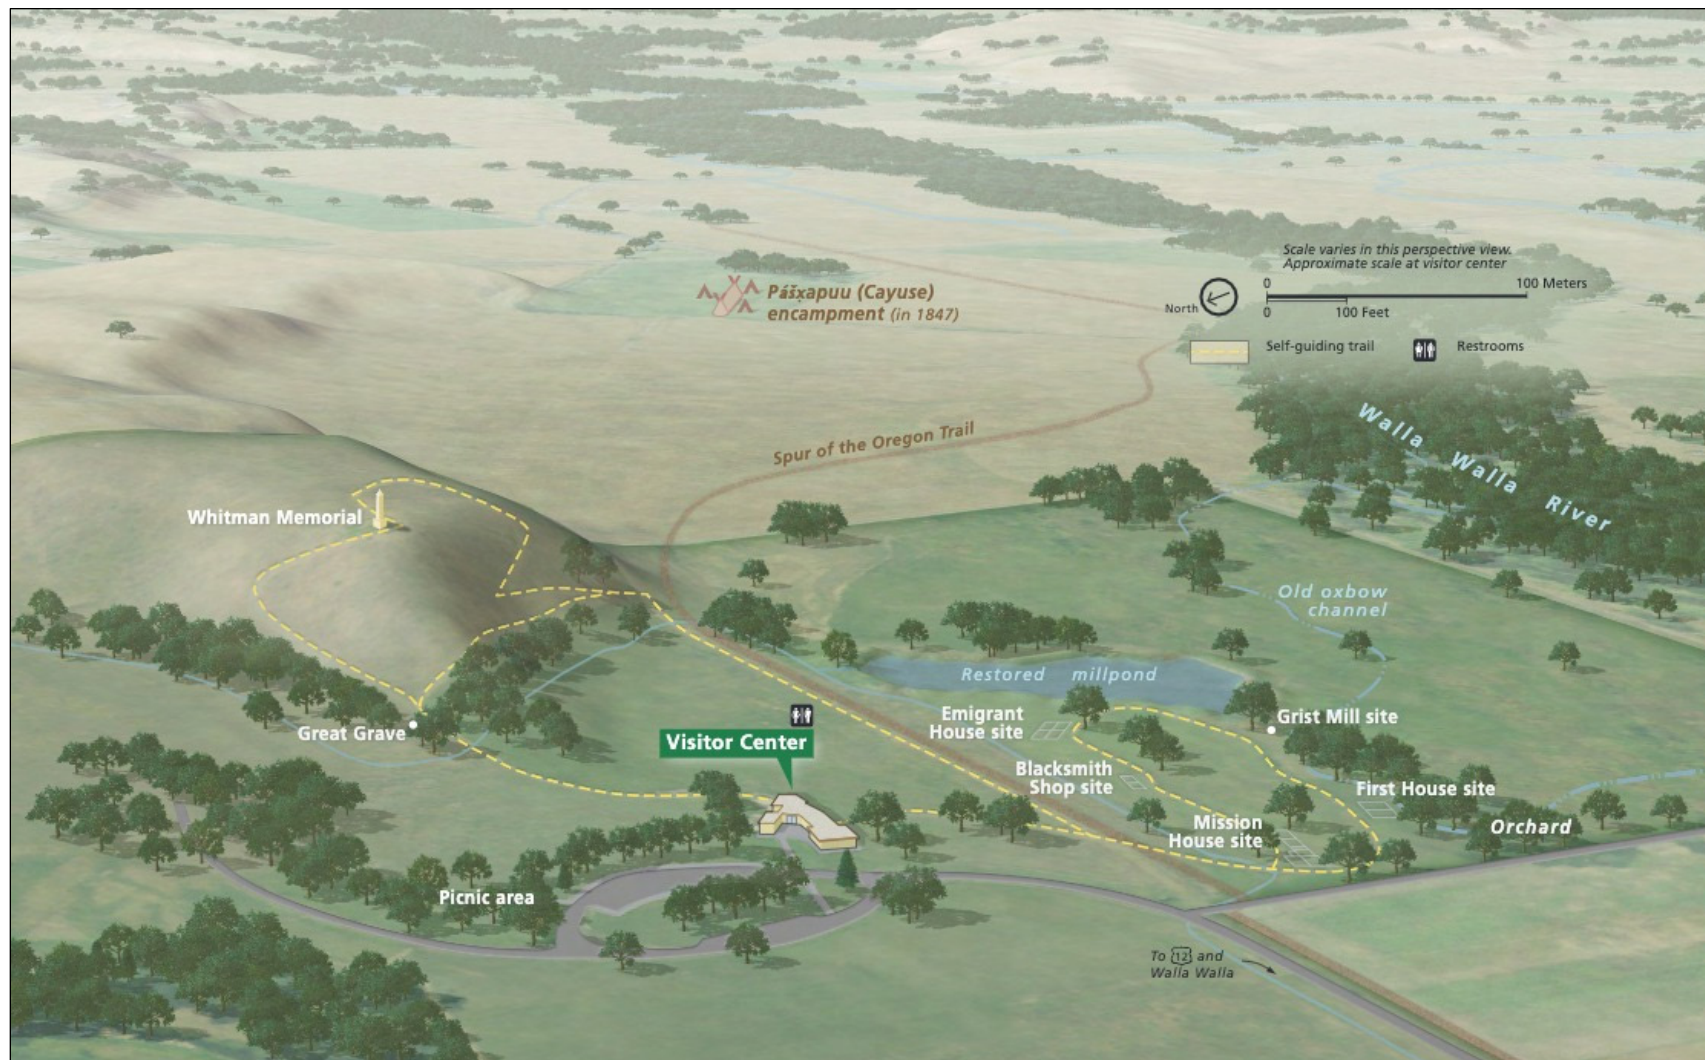 Scale varies in this perspective view.
Approximate scale at visitor center
0 100 Meters
North
0 100 Feet
Self-guiding trail
Restrooms
Pášx̣apuu (Cayuse)
encampment (in 1847)
Walla Walla River
Spur of the Oregon Trail
Whitman Memorial
Old oxbow
channel
Restored millpond
Emigrant
House site
Grist Mill site
Great Grave
Visitor Center
Blacksmith
Shop site
First House site
Mission
House site
Orchard
Picnic area
To 12 and
Walla Walla